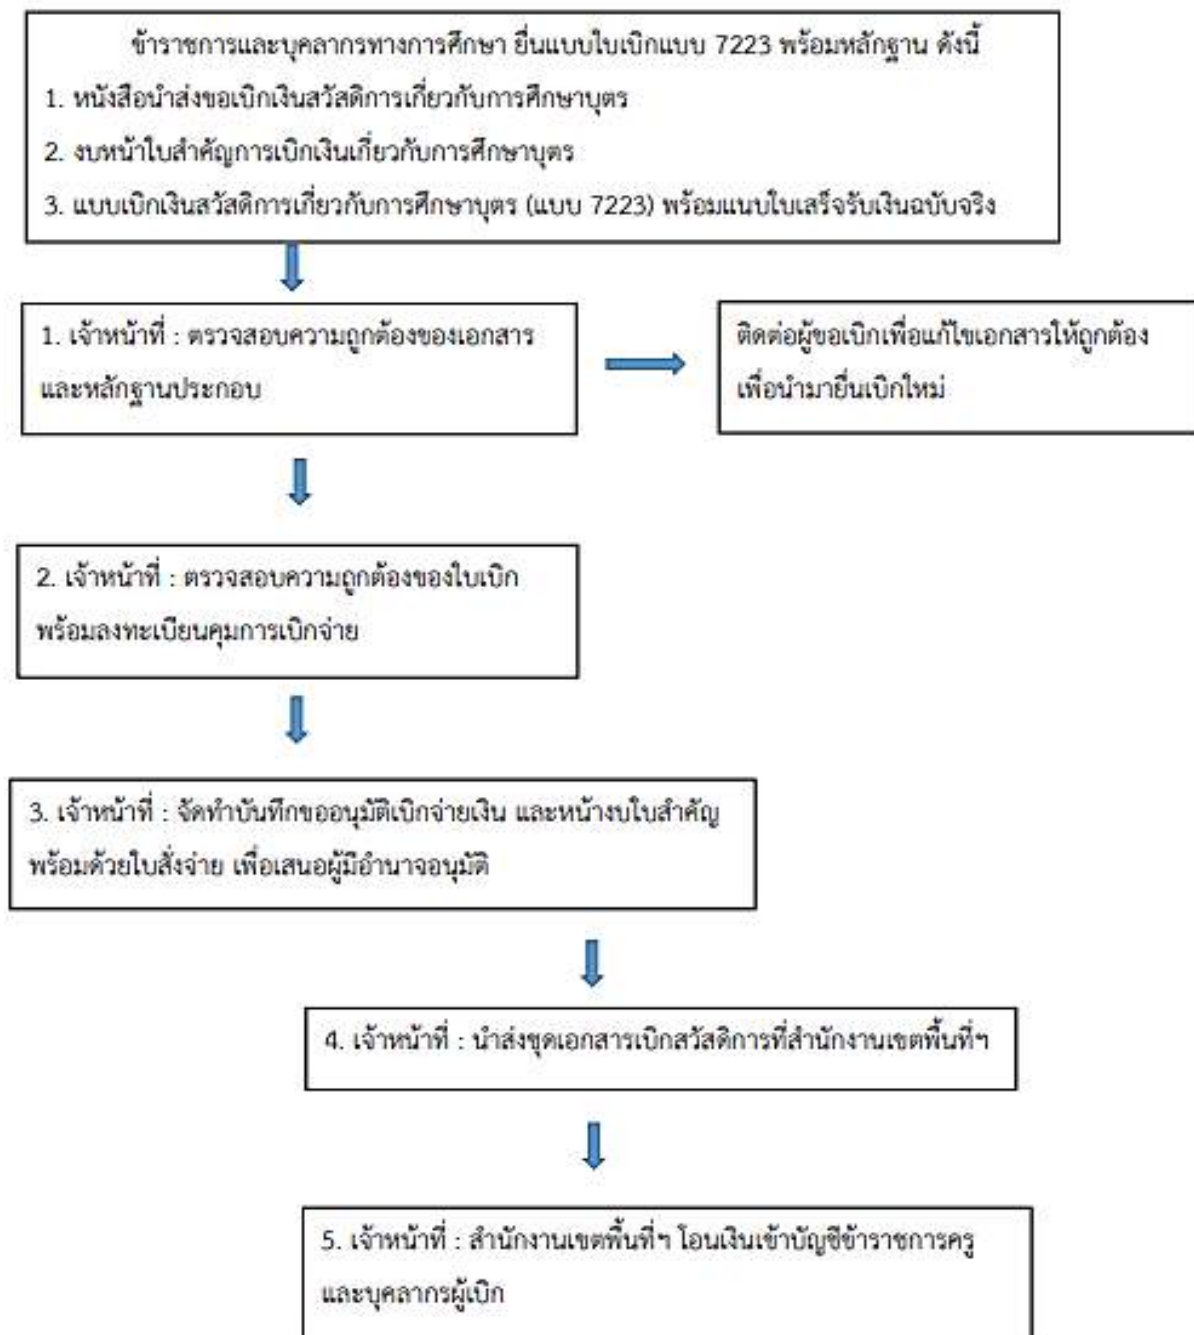 ข้าราชการและบุคลากรทางการศึกษา ยื่นแบบใบเบิกแบบ 7223 พร้อมหลักฐาน ดังนี้
1. หนังสือนำส่งขอเบิกเงินสวัสดิการเกี่ยวกับการศึกษาบุตร
2. งบหน้าใบสำคัญการเบิกเงินเกี่ยวกับการศึกษาบุตร
3. แบบเบิกเงินสวัสดิการเกี่ยวกับการศึกษาบุตร (แบบ 7223) พร้อมแนบใบเสร็จรับเงินฉบับจริง
1. เจ้าหน้าที่ : ตรวจสอบความถูกต้องของเอกสาร
และหลักฐานประกอบ
ติดต่อผู้ขอเบิกเพื่อแก้ไขเอกสารให้ถูกต้อง
เพื่อนำมายื่นเบิกใหม่
2. เจ้าหน้าที่ : ตรวจสอบความถูกต้องของใบเบิก
พร้อมลงทะเบียนคุมการเบิกจ่าย
3. เจ้าหน้าที่ : จัดทำบันทึกขออนุมัติเบิกจ่ายเงิน และหน้างบใบสำคัญ
พร้อมด้วยใบสั่งจ่าย เพื่อเสนอผู้มีอำนาจอนุมัติ
4. เจ้าหน้าที่ : นำส่งชุดเอกสารเบิกสวัสดิการที่สำนักงานเขตพื้นที่ฯ
5. เจ้าหน้าที่ : สำนักงานเขตพื้นที่ฯ โอนเงินเข้าบัญชีข้าราชการครู
และบุคลากรผู้เบิก